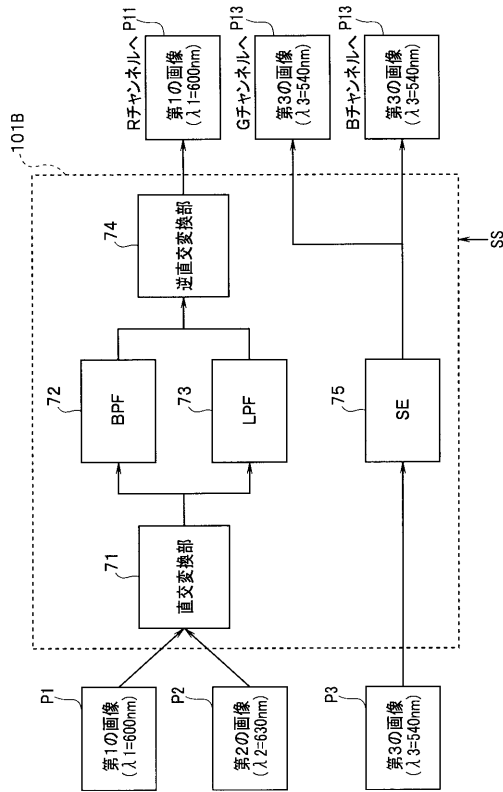 101B
P1
第1の画像
(λ1=600nm)
P2
第2の画像
(λ2=630nm)
P3
第3の画像
(λ3=540nm)
71
直交変換部
72
BPF
73
LPF
74
逆直交変換部
75
SE
SS
Rチャンネルへ
P11
第1の画像
(λ1=600nm)
Gチャンネルへ
P13
第3の画像
(λ3=540nm)
Bチャンネルへ
P13
第3の画像
(λ3=540nm)